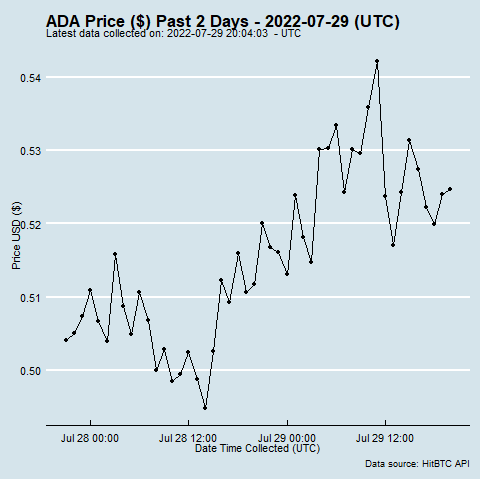 ADA Price ($) Past 2 Days - 2022-07-29 (UTC)
Latest data collected on: 2022-07-29 20:04:03 - UTC
0.54
0.53
0.52
0.51
0.50
Price USD ($)
Jul 28 00:00 Jul 28 12:00 Jul 29 00:00 Jul 29 12:00
Date Time Collected (UTC)
Data source: HitBTC API